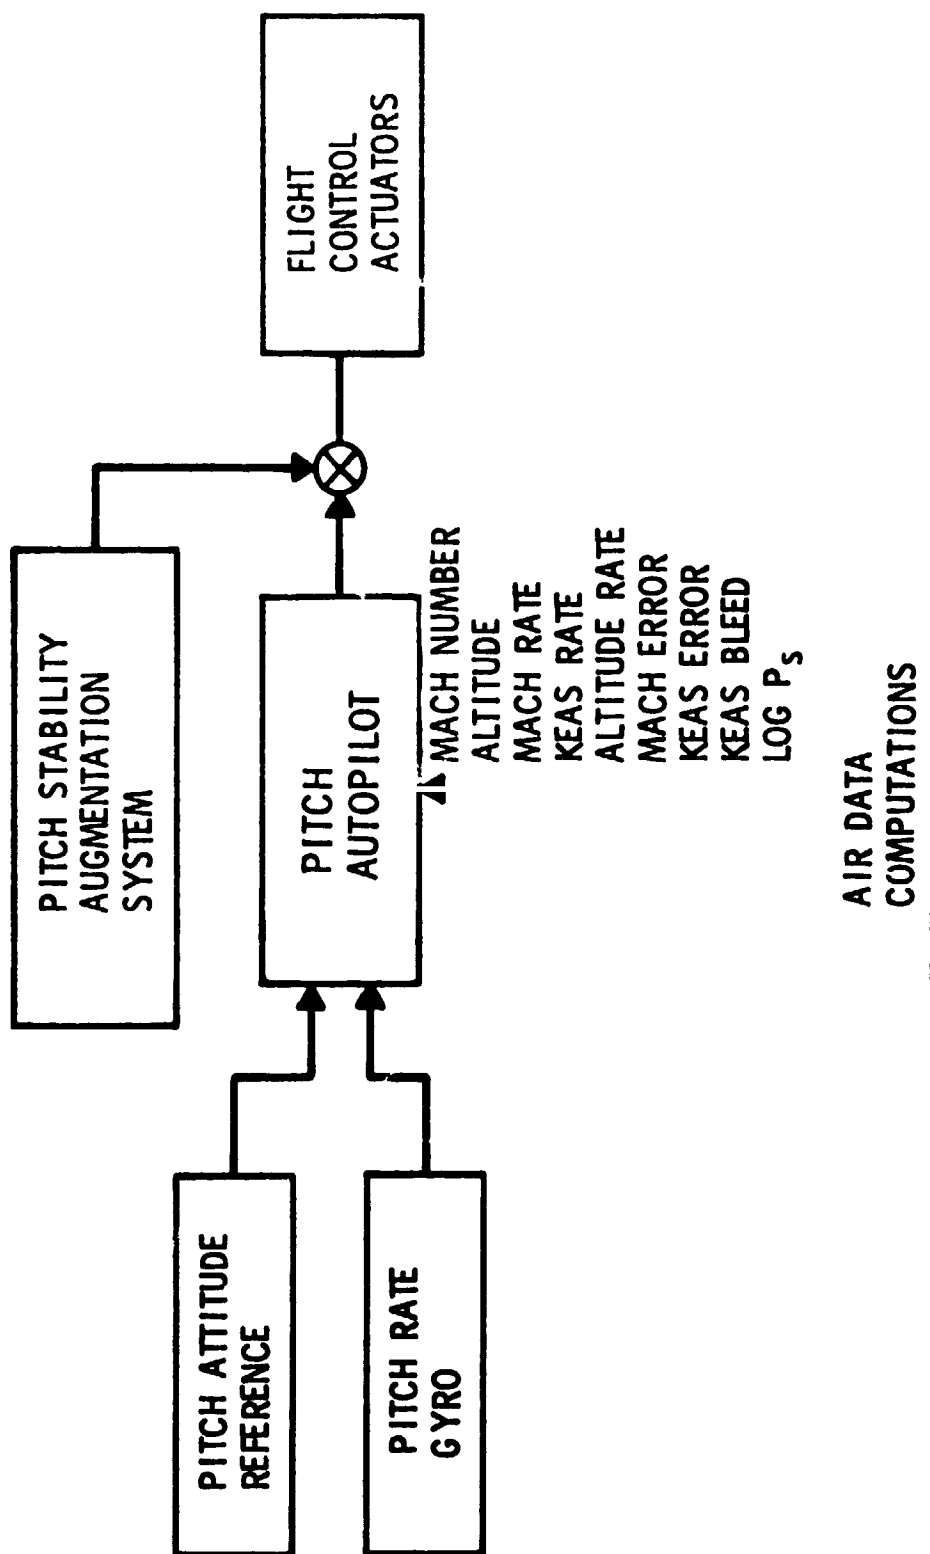 PITCH ATTITUDE
REFERENCE
PITCH RATE
GYRO
PITCH STABILITY
AUGMENTATION
SYSTEM
PITCH
AUTOPILOT
FLIGHT
CONTROL
ACTUATORS
MACH NUMBER
ALTITUDE
MACH RATE
KEAS RATE
ALTITUDE RATE
MACH ERROR
KEAS ERROR
KEAS BLEED
LOG Pₛ
AIR DATA
COMPUTATIONS